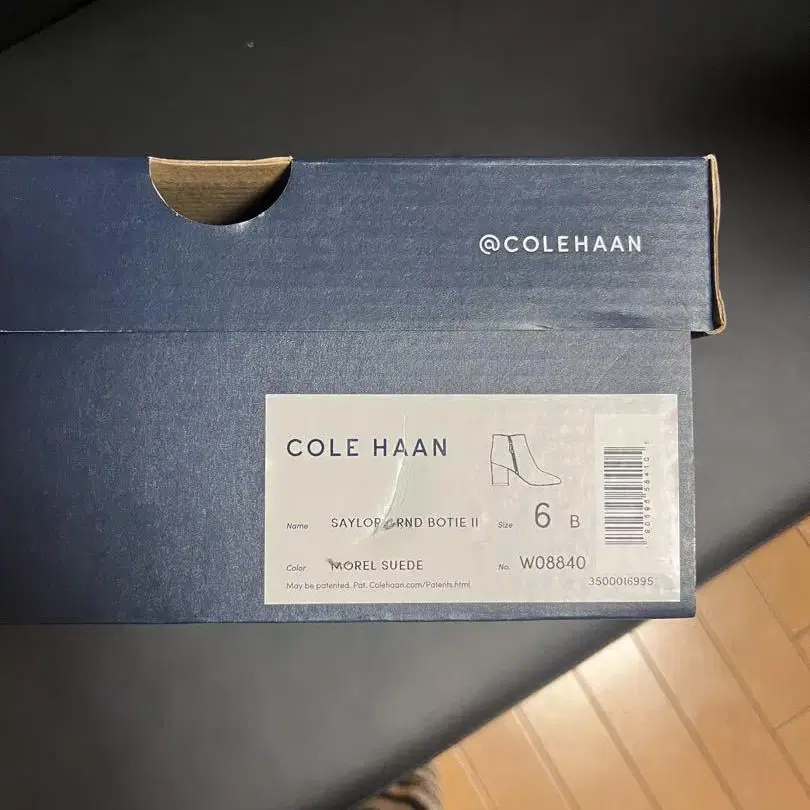 @COLEHAAN
COLE HAAN
Name SAYLOR GRND BOTIE II Size 6 B
Color MOREL SUEDE No. W08840
May be patented. Pat. Colehaan.com/Patents.html
3500016995